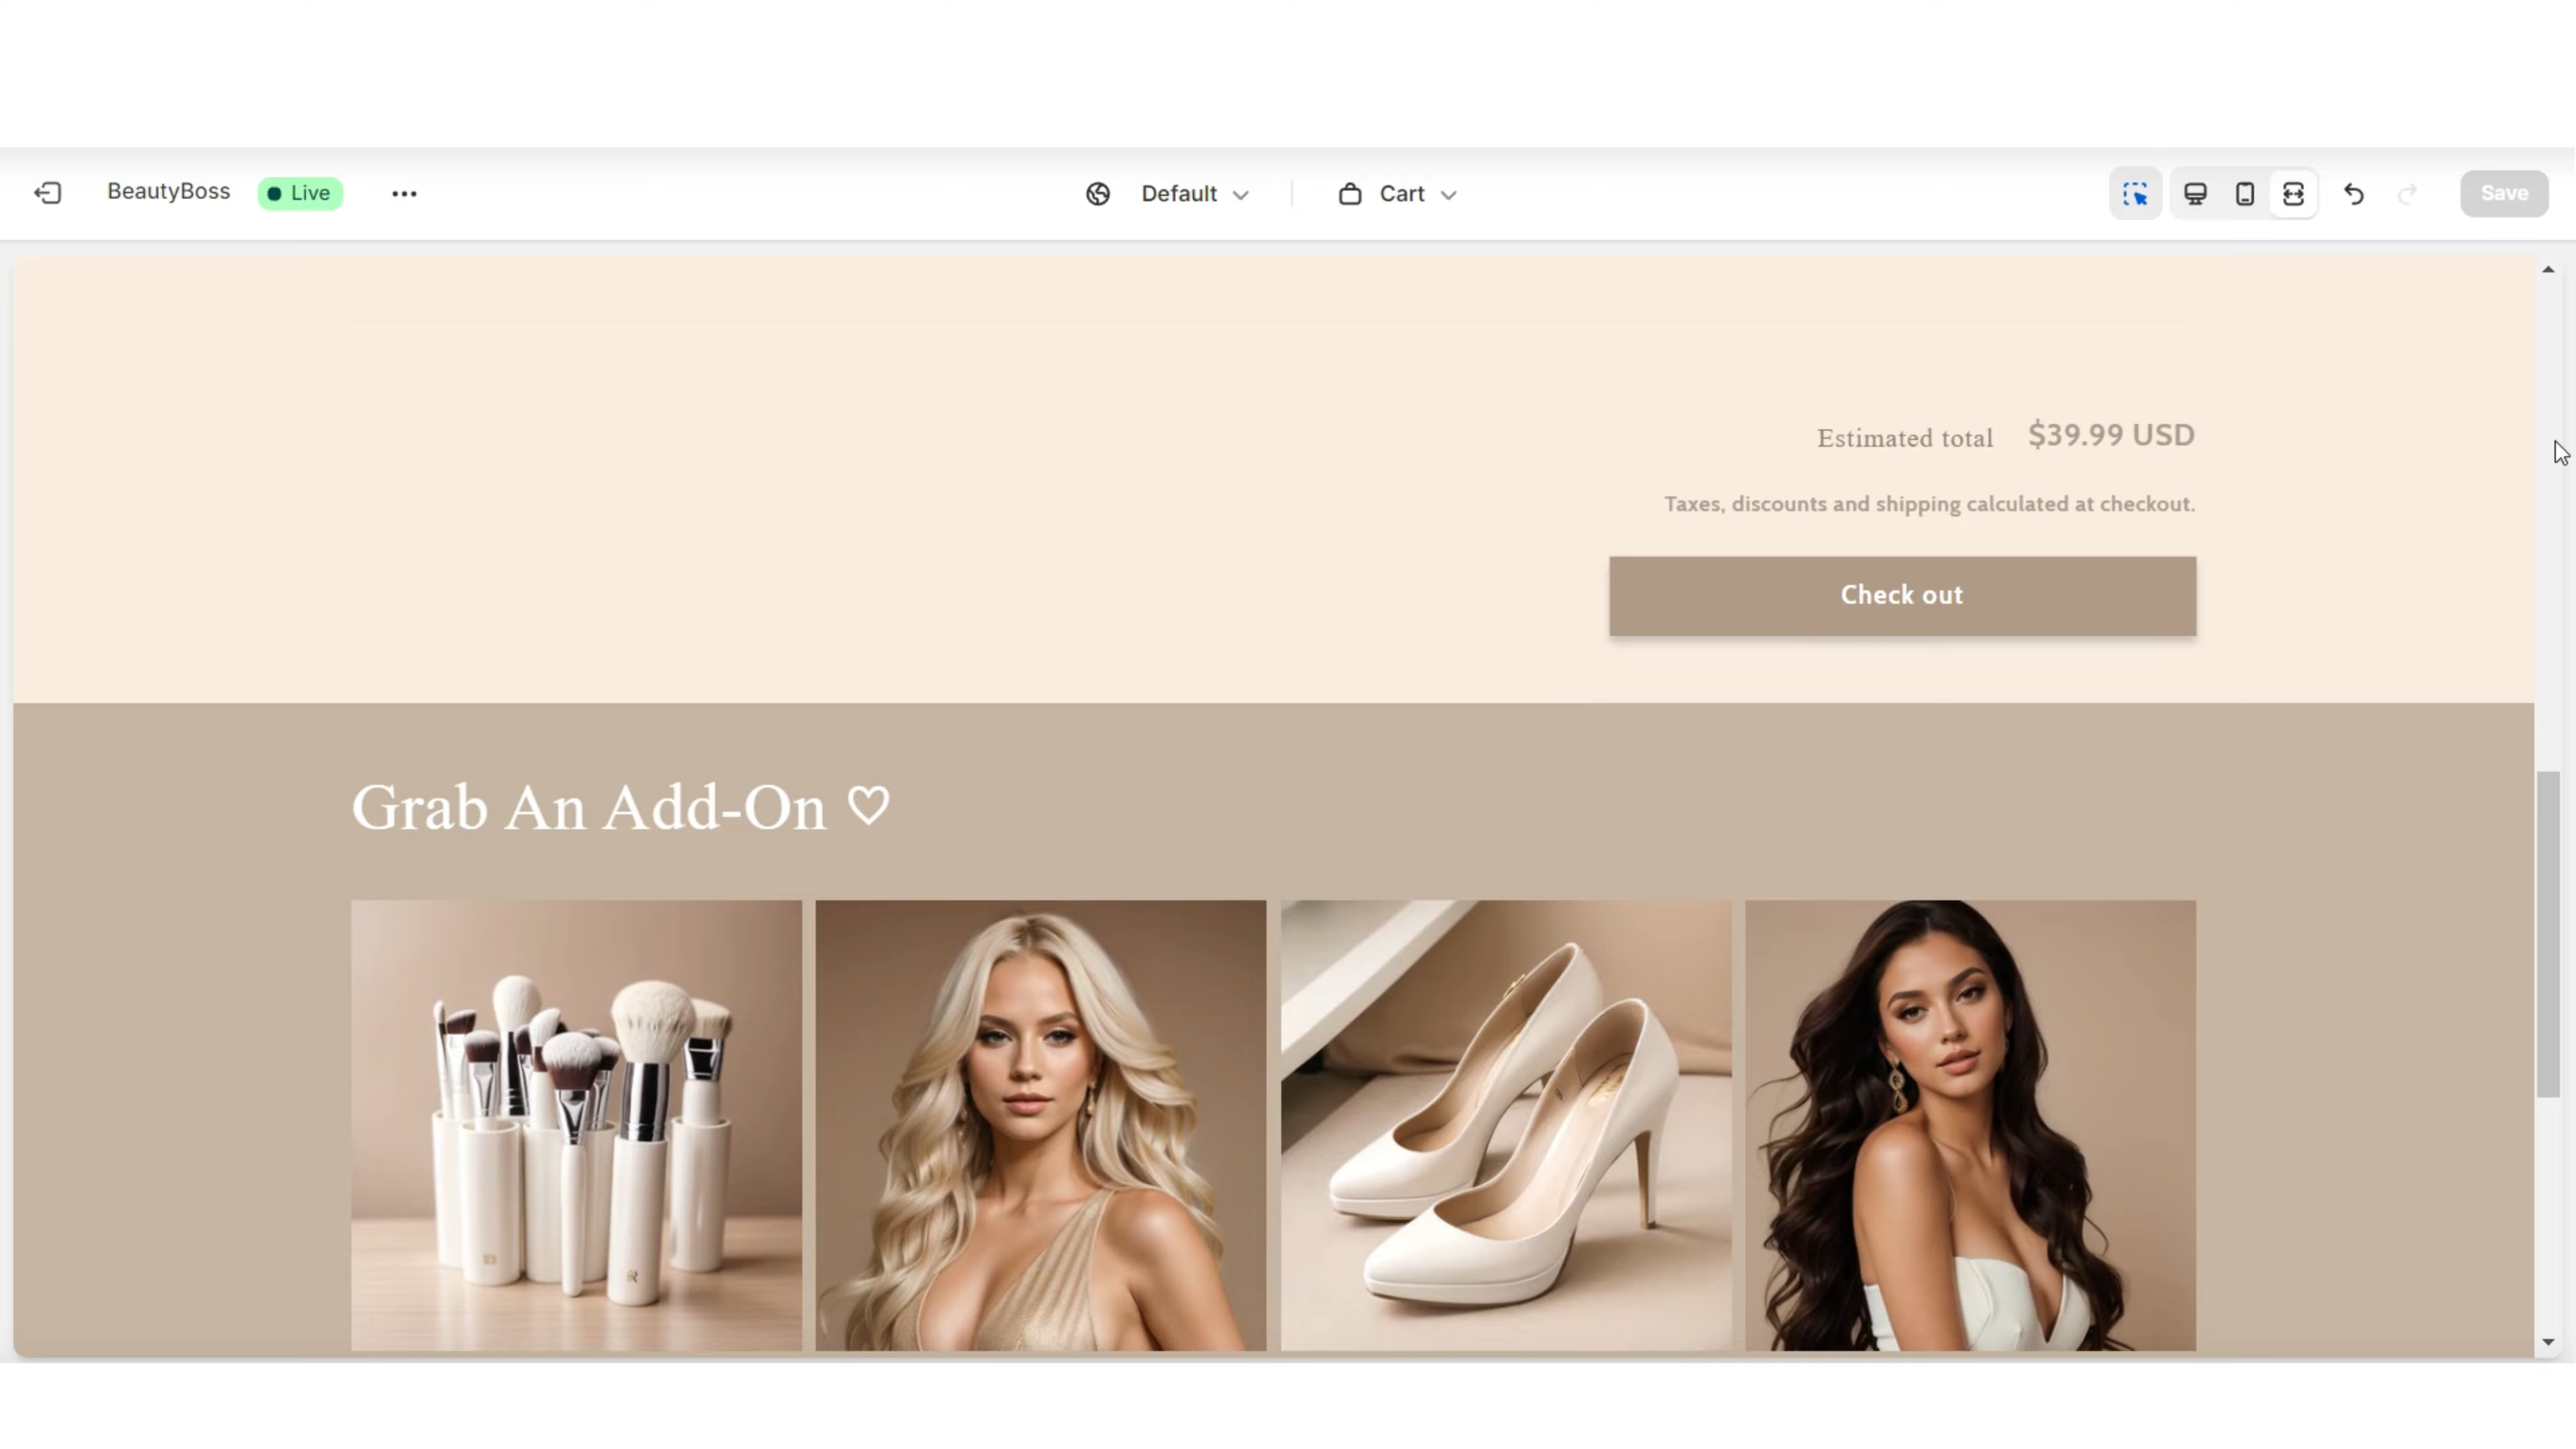 BeautyBoss Live Default Cart Save
Estimated total $39.99 USD
Taxes, discounts and shipping calculated at checkout.
Check out
Grab An Add-On ♡